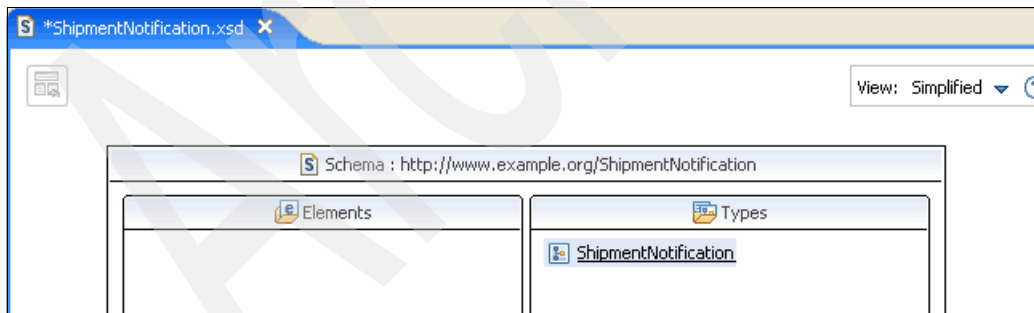 *ShipmentNotification.xsd
View: Simplified
Schema : http://www.example.org/ShipmentNotification
Elements
Types
ShipmentNotification